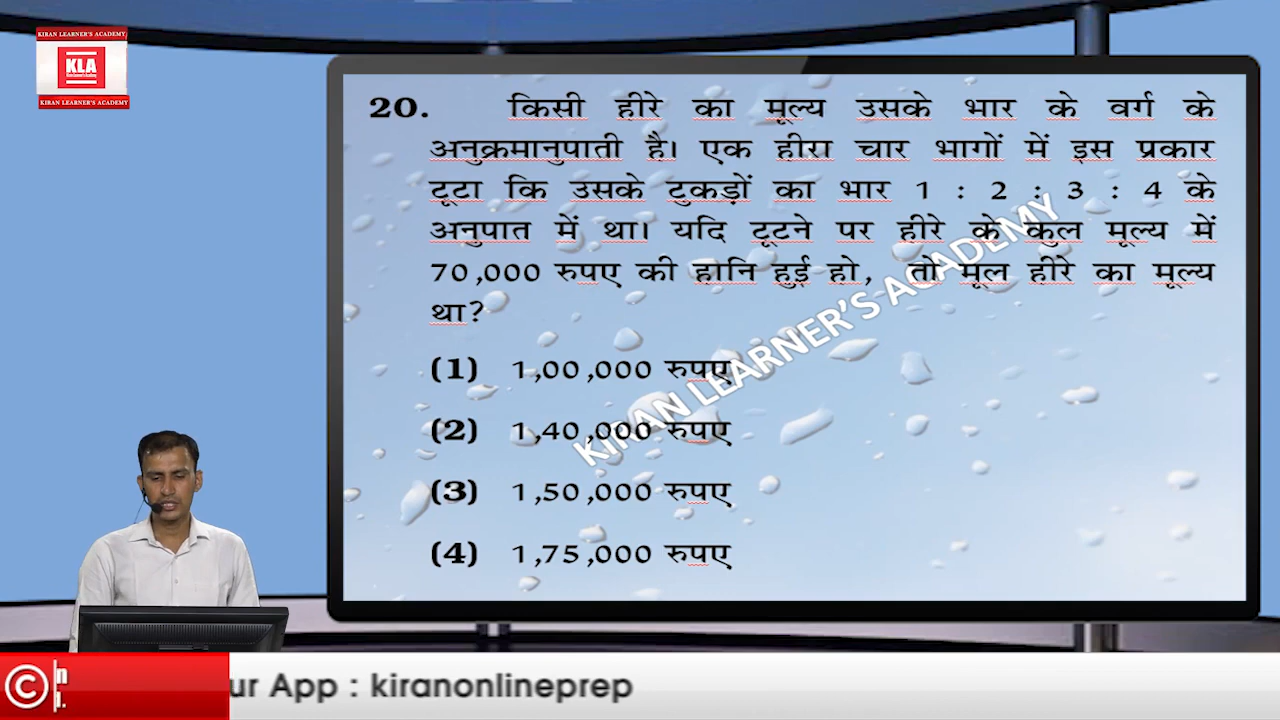 KIRAN LEARNER'S ACADEMY
KLA
KIRAN LEARNER'S ACADEMY
20. किसी हीरे का मूल्य उसके भार के वर्ग के
अनुक्रमानुपाती है। एक हीरा चार भागों में इस प्रकार
टूटा कि उसके टुकड़ों का भार 1 : 2 : 3 : 4 के
अनुपात में था। यदि टूटने पर हीरे के कुल मूल्य में
70,000 रुपए की हानि हुई हो, तो मूल हीरे का मूल्य
था?
(1) 1,00,000 रुपए
(2) 1,40,000 रुपए
(3) 1,50,000 रुपए
(4) 1,75,000 रुपए
KIRAN LEARNER'S ACADEMY
ur App : kiranonlineprep